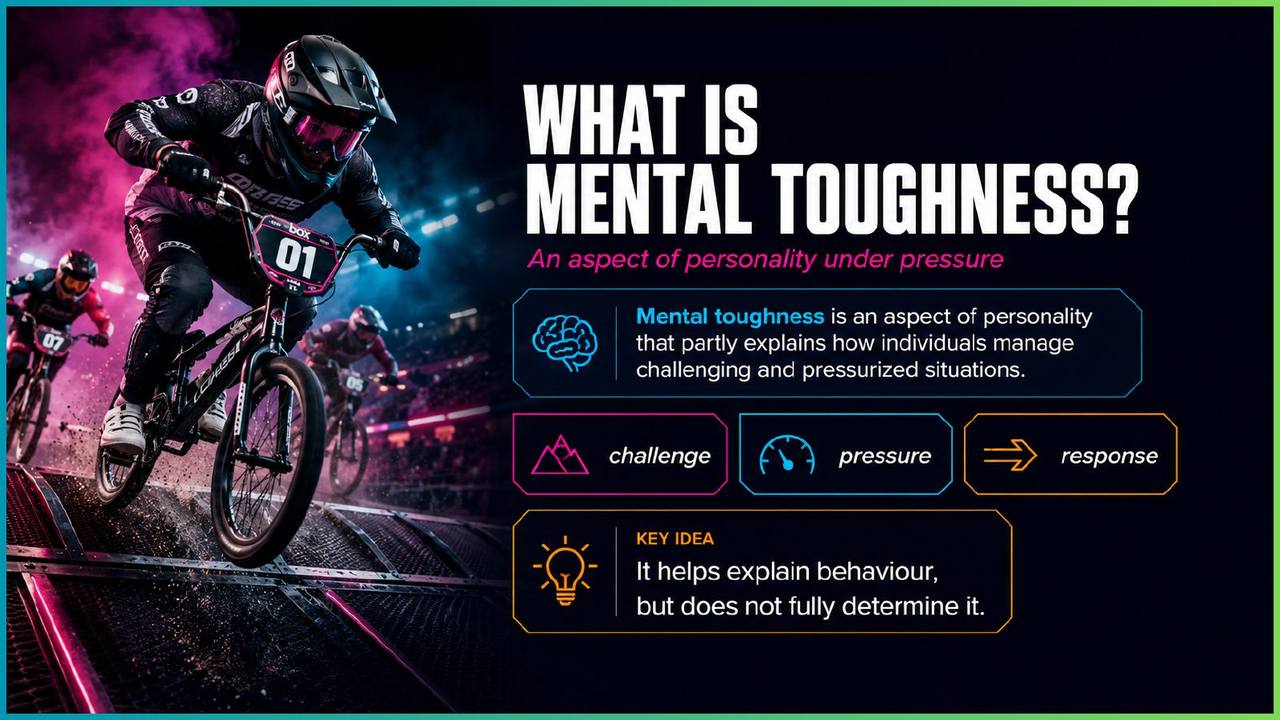 WHAT IS
MENTAL TOUGHNESS?
An aspect of personality under pressure
Mental toughness is an aspect of personality
that partly explains how individuals manage
challenging and pressurized situations.
challenge
pressure
response
KEY IDEA
It helps explain behaviour,
but does not fully determine it.
box
01
07
05